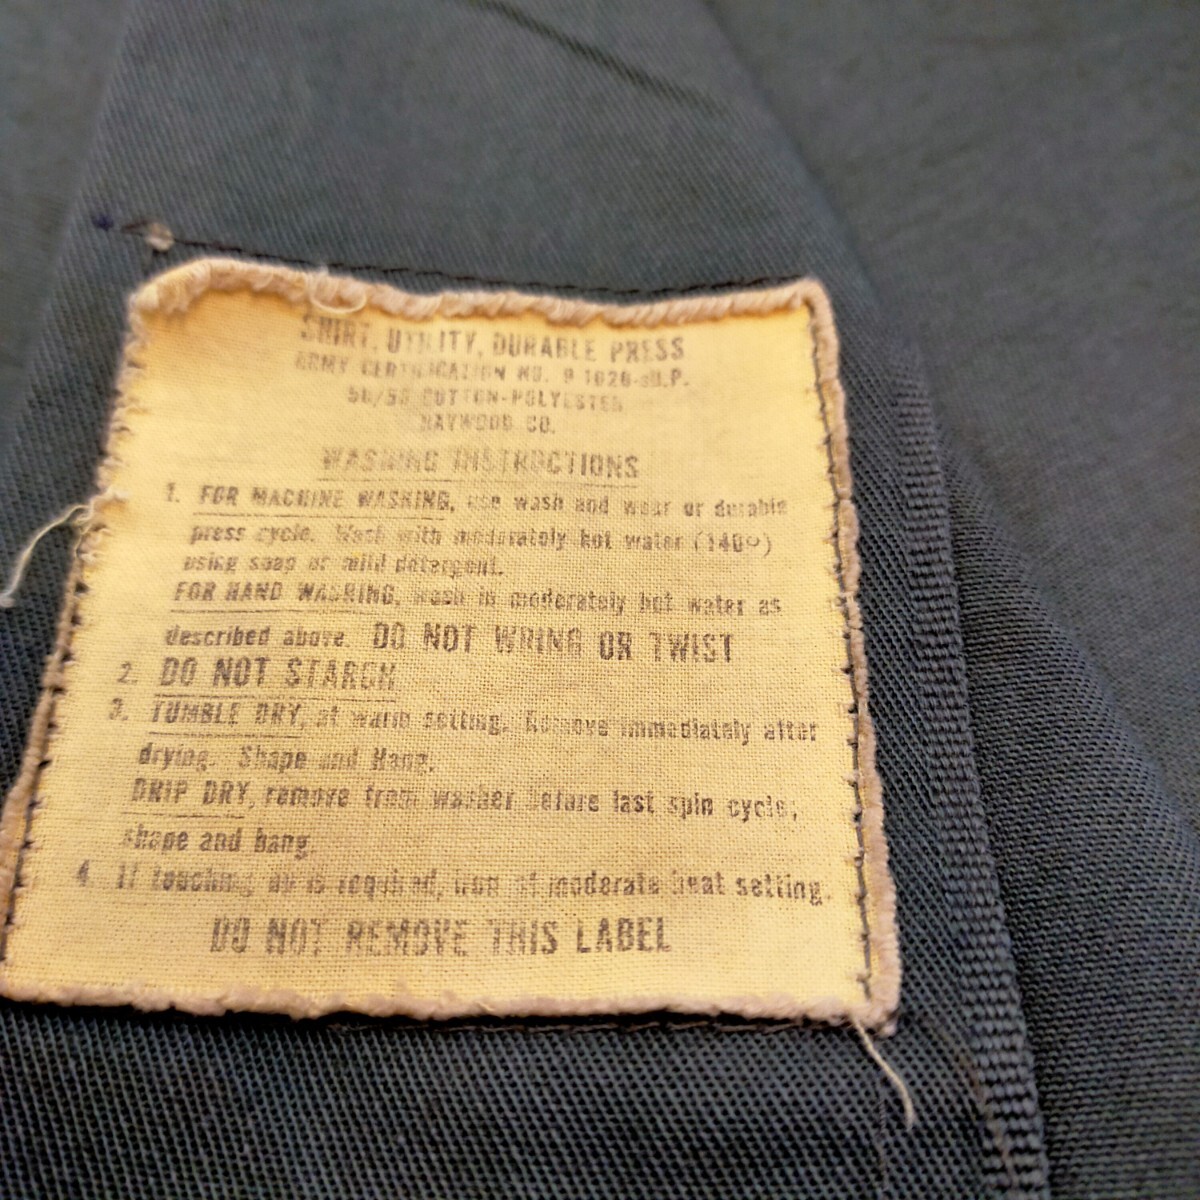 SHIRT, UTILITY, DURABLE PRESS
ARMY CERTIFICATION NO. 9 1026- D.P.
50/50 COTTON-POLYESTER
HAYWOOD CO.
WASHING INSTRUCTIONS
1. FOR MACHINE WASHING, use wash and wear or durable
press cycle. Wash with moderately hot water (140°)
using soap or mild detergent.
FOR HAND WASHING, wash in moderately hot water as
described above. DO NOT WRING OR TWIST
2. DO NOT STARCH
3. TUMBLE DRY, at warm setting. Remove immediately after
drying. Shape and Hang.
DRIP DRY, remove from washer before last spin cycle;
shape and hang.
4. If touching up is required, iron at moderate heat setting.
DO NOT REMOVE THIS LABEL